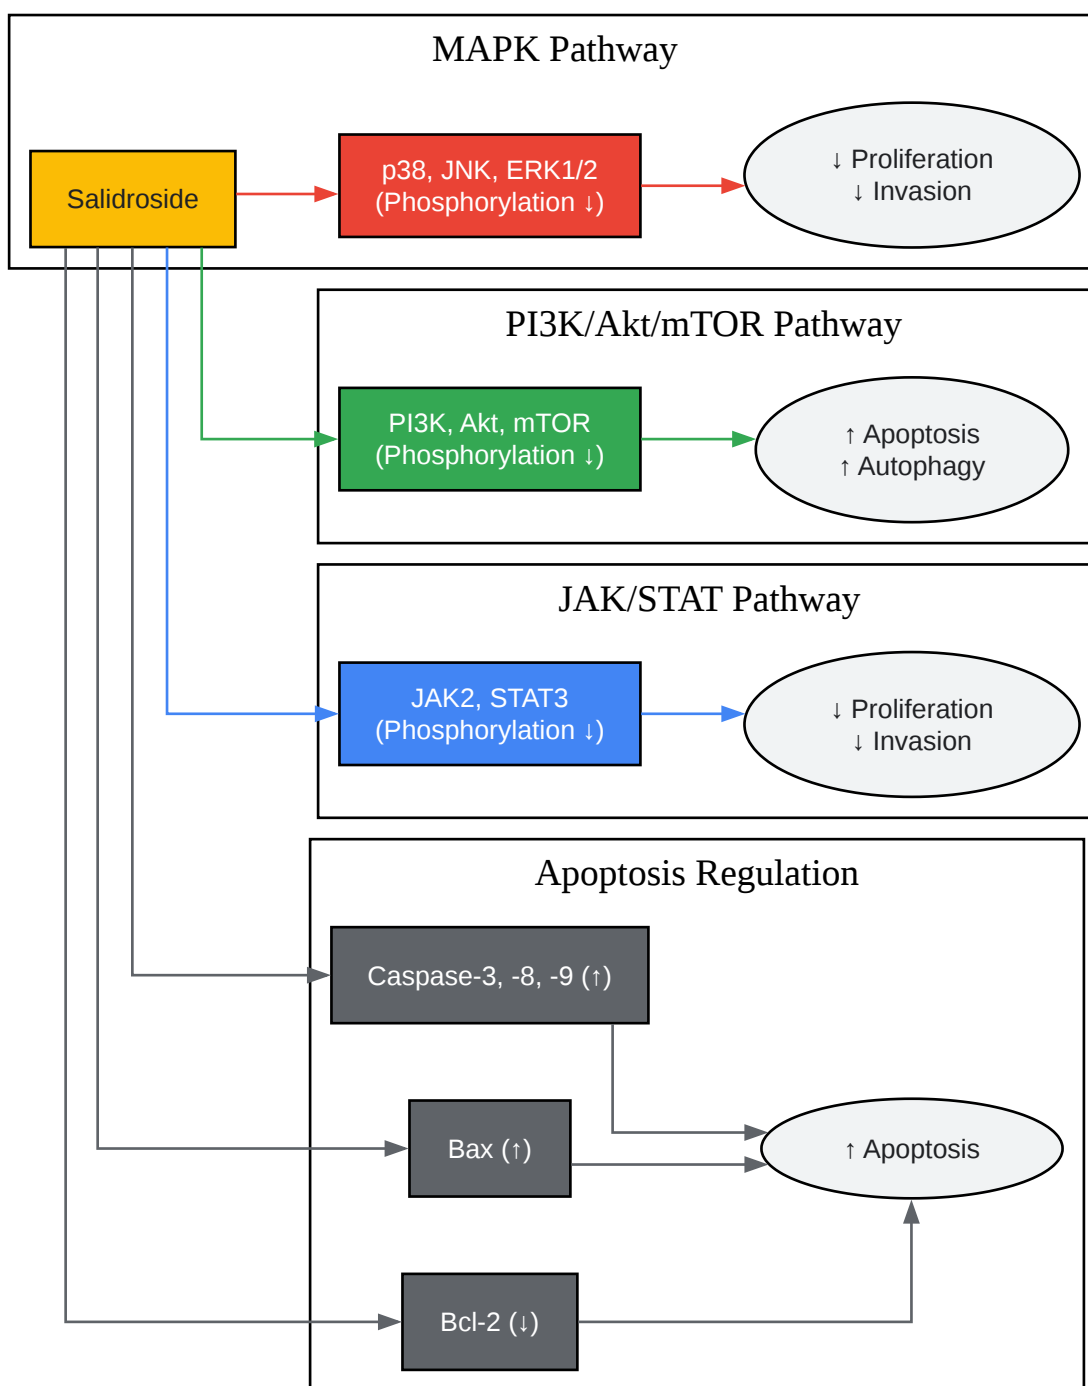 MAPK Pathway
Salidroside
p38, JNK, ERK1/2
(Phosphorylation ↓)
↓ Proliferation
↓ Invasion
PI3K/Akt/mTOR Pathway
PI3K, Akt, mTOR
(Phosphorylation ↓)
↑ Apoptosis
↑ Autophagy
JAK/STAT Pathway
JAK2, STAT3
(Phosphorylation ↓)
↓ Proliferation
↓ Invasion
Apoptosis Regulation
Caspase-3, -8, -9 (↑)
Bax (↑)
↑ Apoptosis
Bcl-2 (↓)